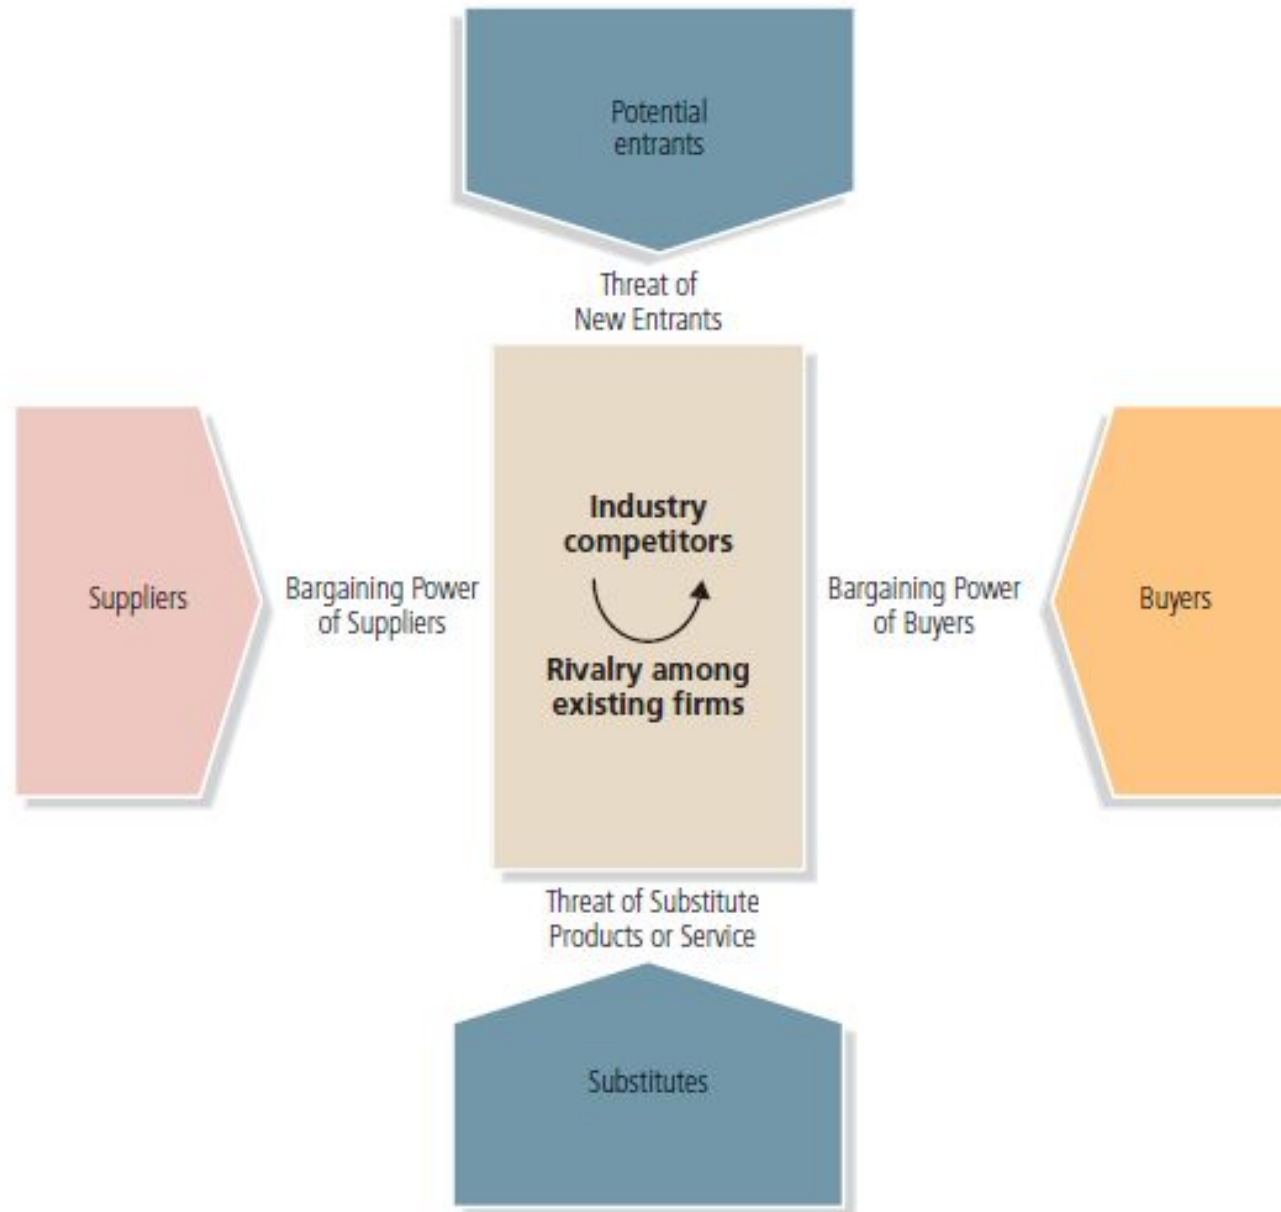 Potential
entrants
Threat of
New Entrants
Industry
competitors
Suppliers
Bargaining Power
of Suppliers
Bargaining Power
of Buyers
Buyers
Rivalry among
existing firms
Threat of Substitute
Products or Service
Substitutes